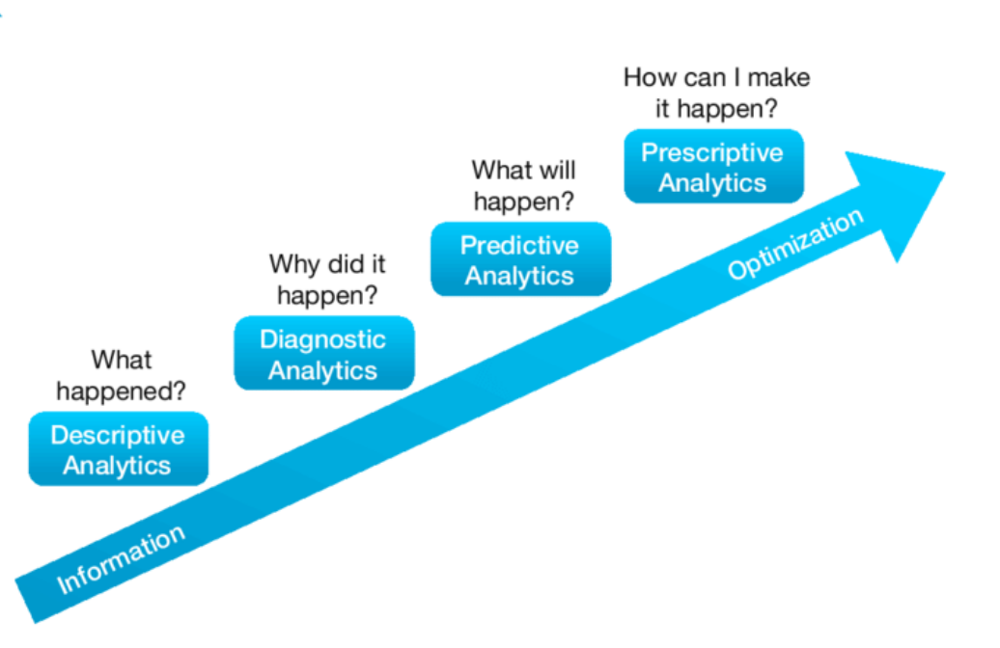 How can I make
it happen?
Prescriptive
Analytics
What will
happen?
Predictive
Analytics
Optimization
Why did it
happen?
Diagnostic
Analytics
What
happened?
Descriptive
Analytics
Information